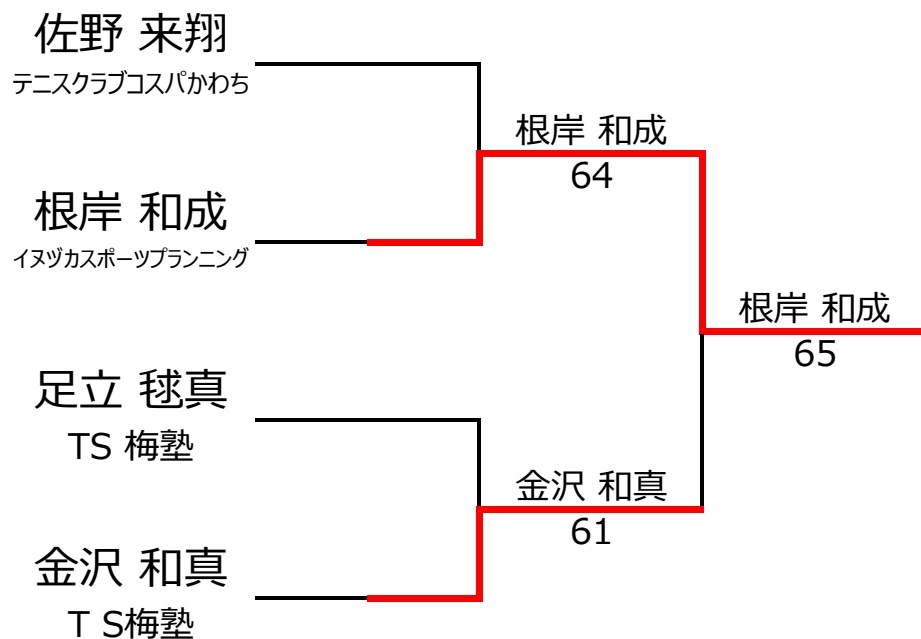 佐野 来翔
テニスクラブコスパかわち
根岸 和成
64
根岸 和成
イヌヅカスポーツプランニング
根岸 和成
65
足立 毬真
TS 梅塾
金沢 和真
61
金沢 和真
T S梅塾